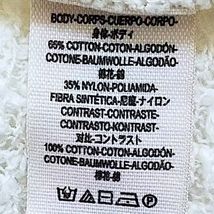 BODY-CORPS-CUERPO-CORPO-
身体-ボディ
65% COTTON-COTON-ALGODÓN-
COTONE-BAUMWOLLE-ALGODÃO-
棉花-綿
35% NYLON-POLIAMIDA-
FIBRA SINTÉTICA-尼龍-ナイロン
CONTRAST-CONTRASTE-
CONTRASTO-KONTRAST-
对比-コントラスト
100% COTTON-COTON-ALGODÓN-
COTONE-BAUMWOLLE-ALGODÃO-
棉花-綿